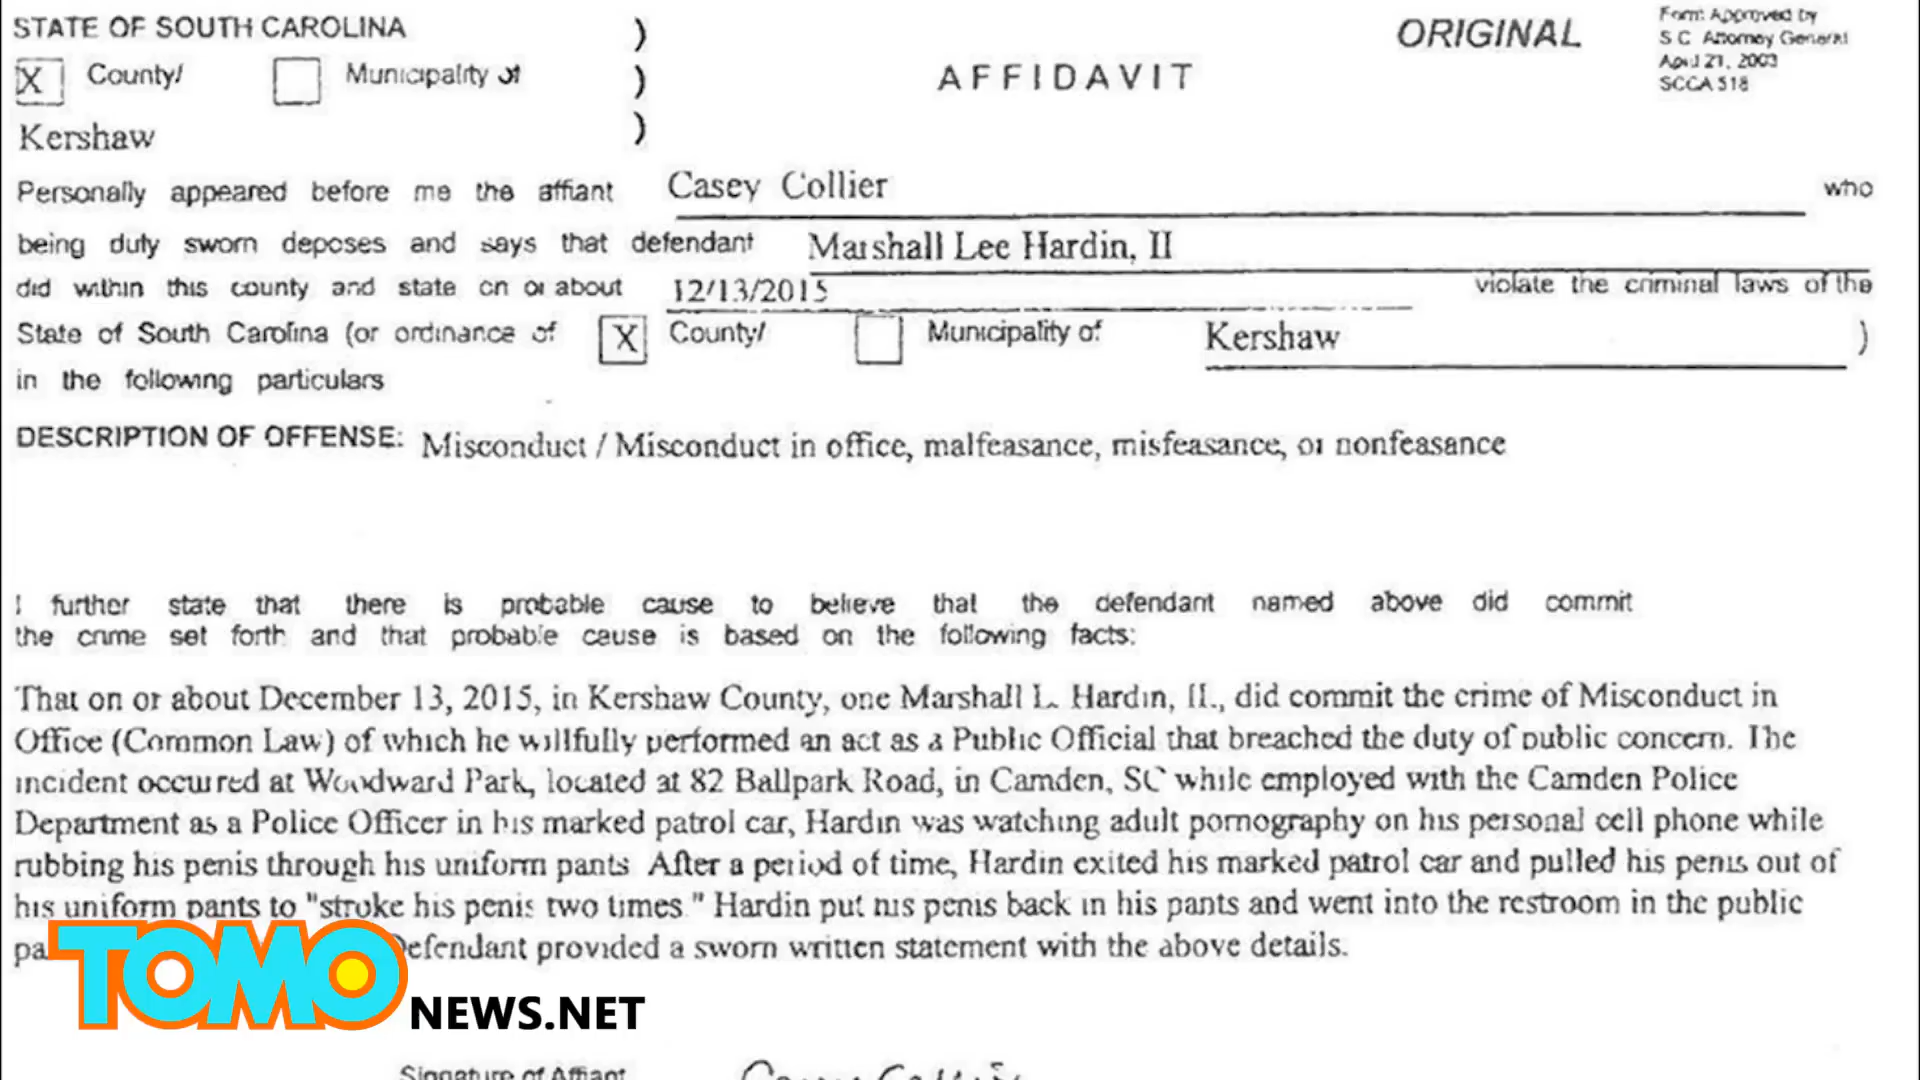 STATE OF SOUTH CAROLINA ) ORIGINAL Form Approved by
S C Attorney General
X County/ Municipality of ) AFFIDAVIT April 21, 2003
SCCA 518
Kershaw )
Personally appeared before me the affiant Casey Collier who
being duly sworn deposes and says that defendant Marshall Lee Hardin, II
did within this county and state on or about 12/13/2015 violate the criminal laws of the
State of South Carolina (or ordinance of X County/ Municipality of Kershaw )
in the following particulars
DESCRIPTION OF OFFENSE: Misconduct / Misconduct in office, malfeasance, misfeasance, or nonfeasance
I further state that there is probable cause to believe that the defendant named above did commit
the crime set forth and that probable cause is based on the following facts:
That on or about December 13, 2015, in Kershaw County, one Marshall L. Hardin, II., did commit the crime of Misconduct in
Office (Common Law) of which he willfully performed an act as a Public Official that breached the duty of public concern. The
incident occurred at Woodward Park, located at 82 Ballpark Road, in Camden, SC while employed with the Camden Police
Department as a Police Officer in his marked patrol car, Hardin was watching adult pornography on his personal cell phone while
rubbing his penis through his uniform pants After a period of time, Hardin exited his marked patrol car and pulled his penis out of
his uniform pants to "stroke his penis two times " Hardin put his penis back in his pants and went into the restroom in the public
Defendant provided a sworn written statement with the above details.
TOMO
NEWS.NET
Signature of Affiant Casey Collier